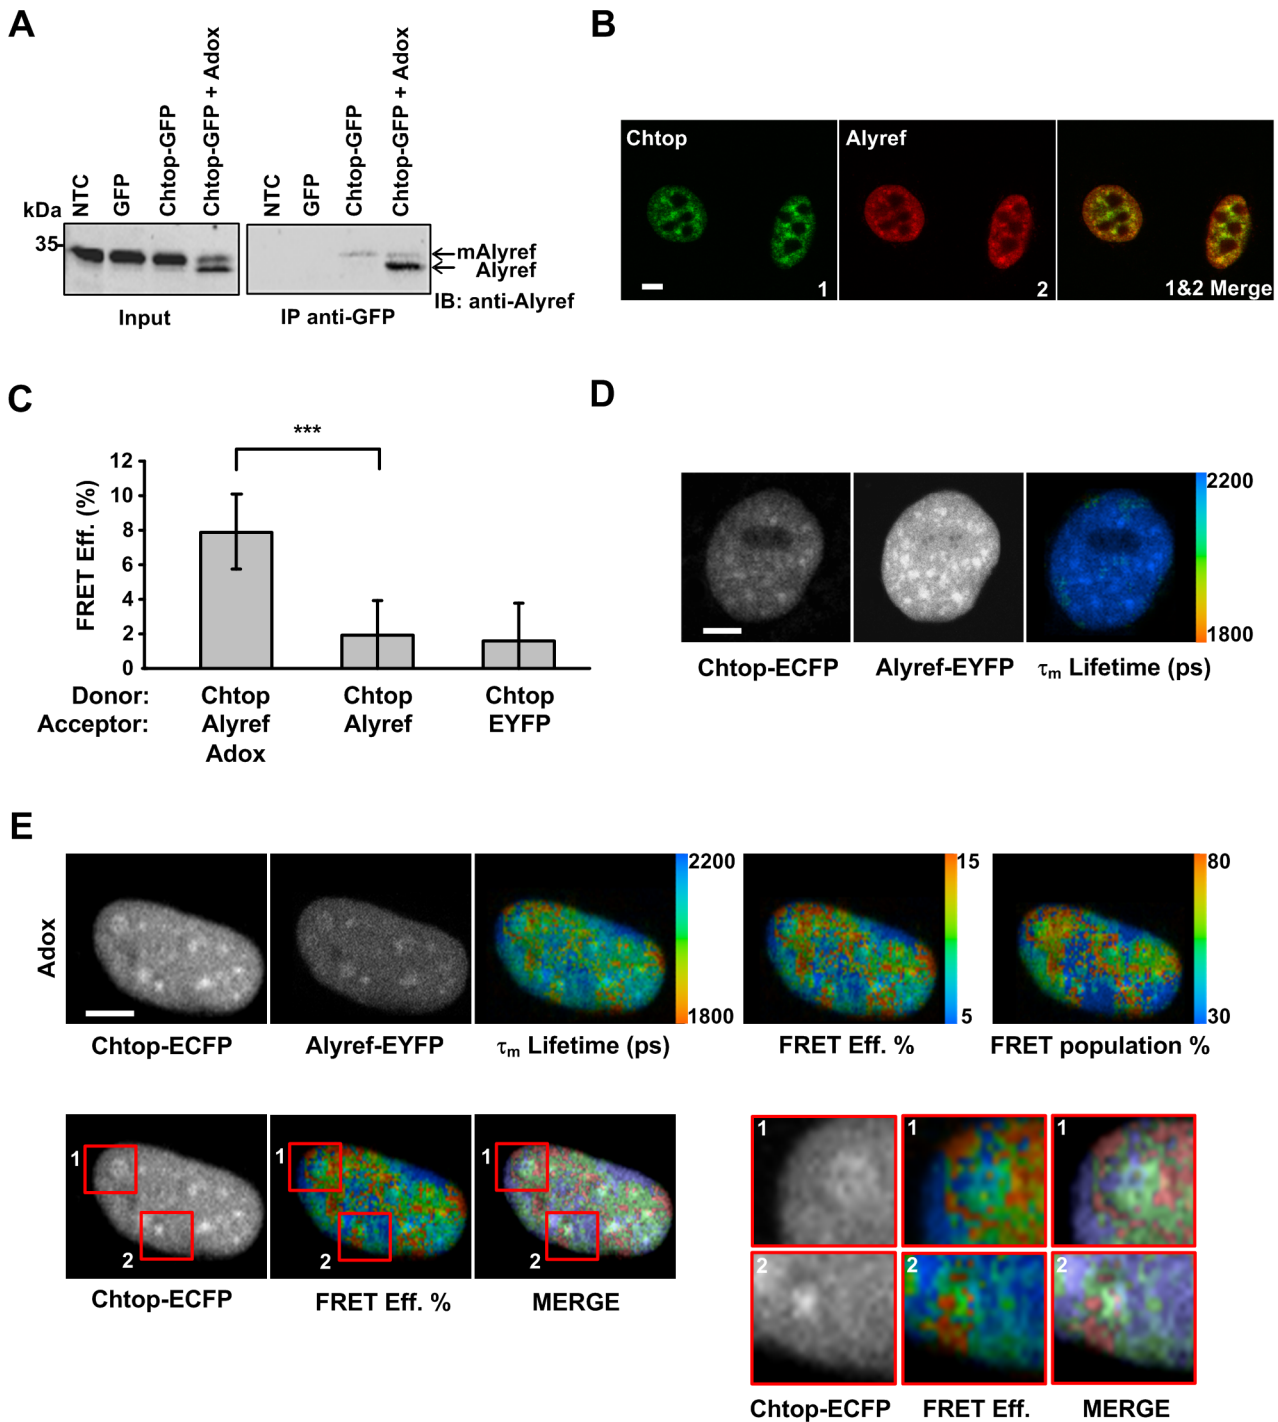 A
NTC
GFP
Chtop-GFP
Chtop-GFP + Adox
NTC
GFP
Chtop-GFP
Chtop-GFP + Adox
kDa
35
mAlyref
Alyref
IB: anti-Alyref
Input
IP anti-GFP
B
Chtop
Alyref
1
2
1&2 Merge
C
***
FRET Eff. (%)
12
10
8
6
4
2
0
Donor: Chtop Chtop Chtop
Acceptor: Alyref Alyref EYFP
Adox
D
2200
1800
Chtop-ECFP
Alyref-EYFP
τm Lifetime (ps)
E
Adox
2200
1800
15
5
80
30
Chtop-ECFP
Alyref-EYFP
τm Lifetime (ps)
FRET Eff. %
FRET population %
1
2
1
2
1
2
Chtop-ECFP
FRET Eff. %
MERGE
1
1
1
2
2
2
Chtop-ECFP
FRET Eff.
MERGE